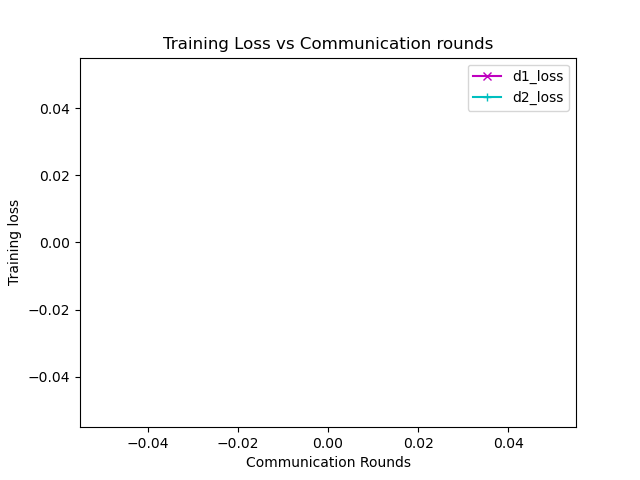 Training Loss vs Communication rounds
d1_loss
d2_loss
0.04
0.02
0.00
−0.02
−0.04
Training loss
−0.04 −0.02 0.00 0.02 0.04
Communication Rounds